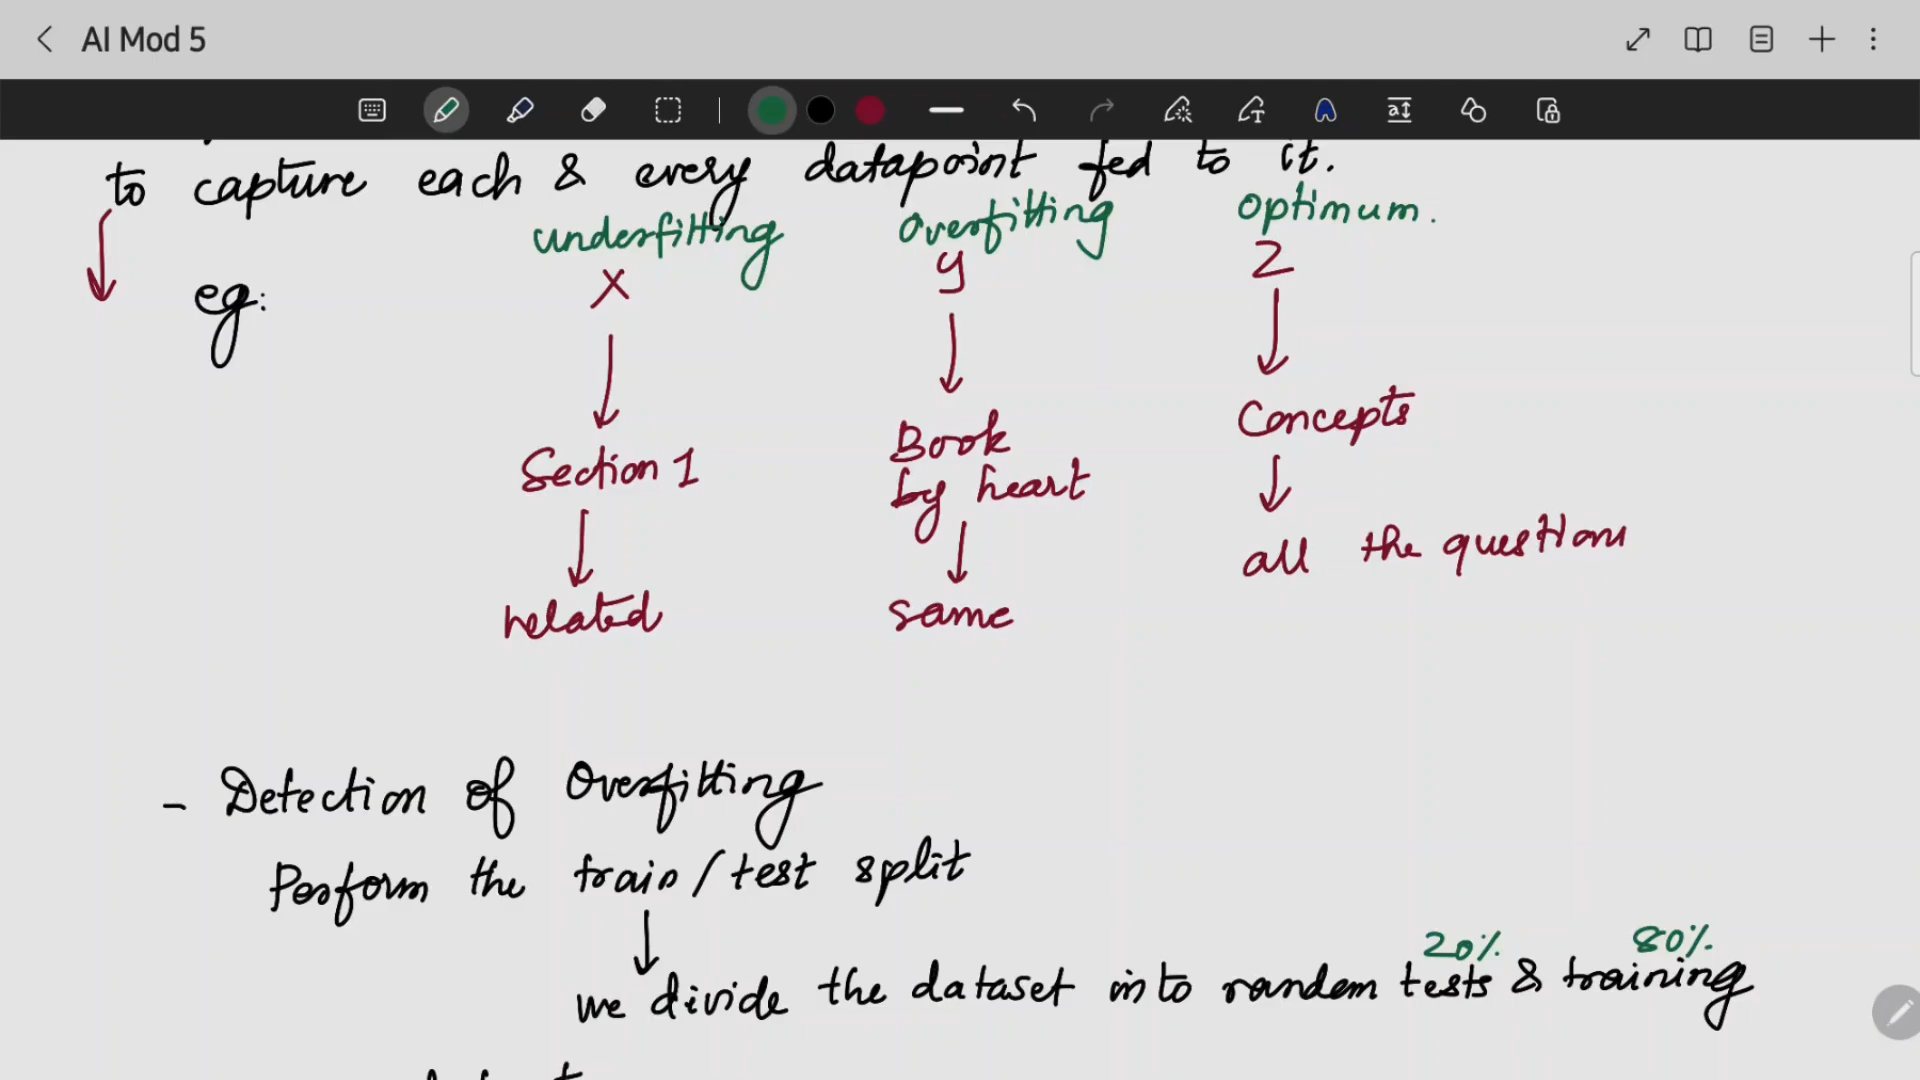 AI Mod 5
to capture each & every datapoint fed to it.
underfitting overfitting optimum.
eg: X y Z
Section 1 Book by heart Concepts
related same all the questions
- Detection of Overfitting
Perform the train/test split
20% 80%
we divide the dataset into random tests & training